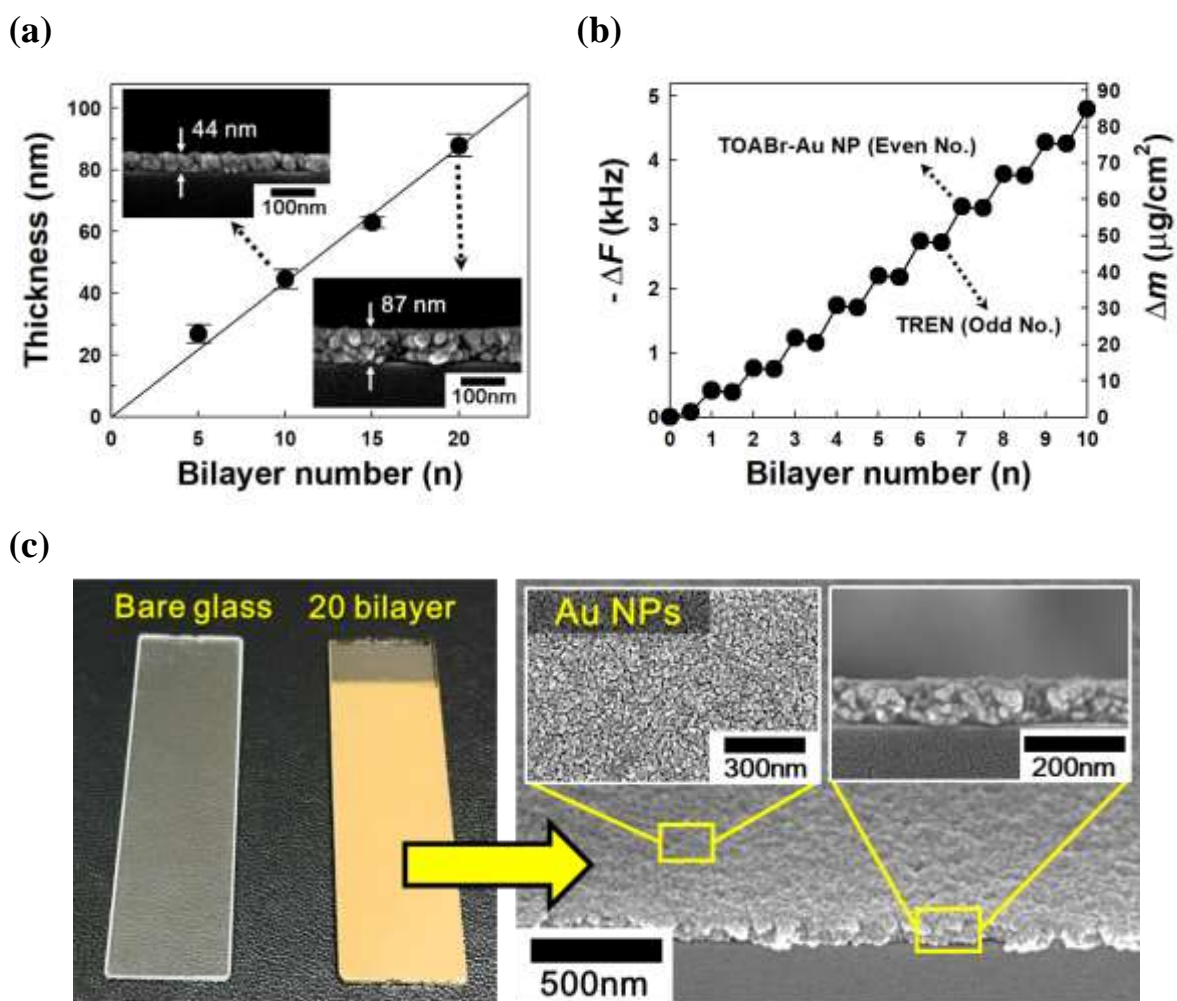 (a)
Thickness (nm)
100
80
60
40
20
0
44 nm
100nm
87 nm
100nm
0 5 10 15 20
Bilayer number (n)
(b)
- ΔF (kHz)
5
4
3
2
1
0
TOABr-Au NP (Even No.)
TREN (Odd No.)
90
80
70
60
50
40
30
20
10
0
Δm (μg/cm²)
0 1 2 3 4 5 6 7 8 9 10
Bilayer number (n)
(c)
Bare glass
20 bilayer
Au NPs
300nm
200nm
500nm